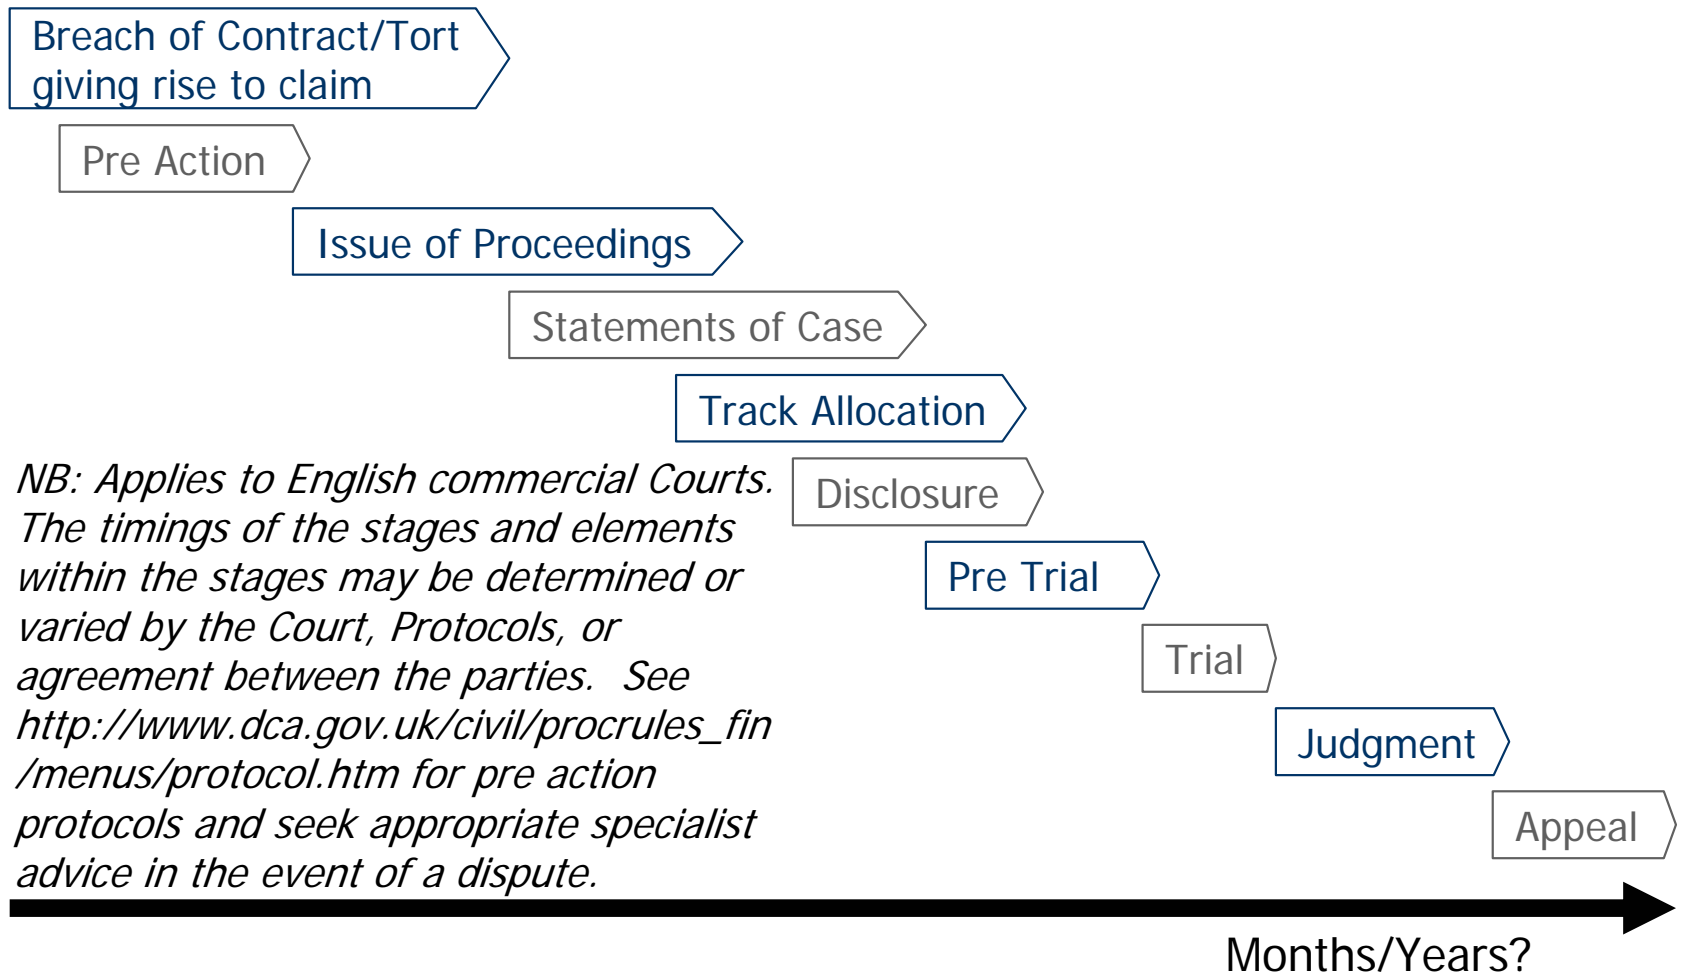 Breach of Contract/Tort
giving rise to claim
Pre Action
Issue of Proceedings
Statements of Case
Track Allocation
NB: Applies to English commercial Courts.
The timings of the stages and elements
within the stages may be determined or
varied by the Court, Protocols, or
agreement between the parties.  See
http://www.dca.gov.uk/civil/procrules_fin
/menus/protocol.htm for pre action
protocols and seek appropriate specialist
advice in the event of a dispute.
Disclosure
Pre Trial
Trial
Judgment
Appeal
Months/Years?